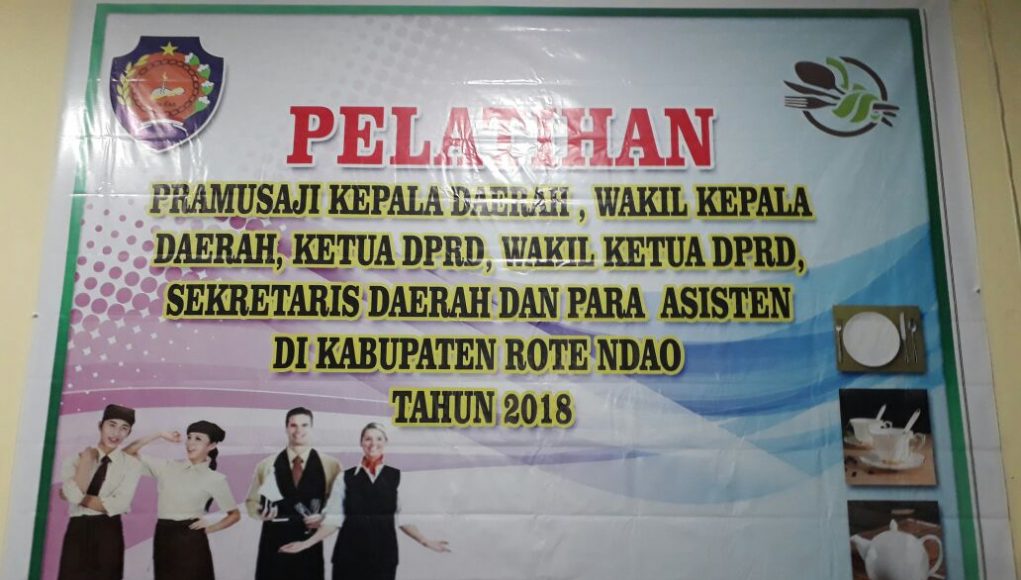 PELATIHAN
PRAMUSAJI KEPALA DAERAH , WAKIL KEPALA
DAERAH, KETUA DPRD, WAKIL KETUA DPRD,
SEKRETARIS DAERAH DAN PARA ASISTEN
DI KABUPATEN ROTE NDAO
TAHUN 2018